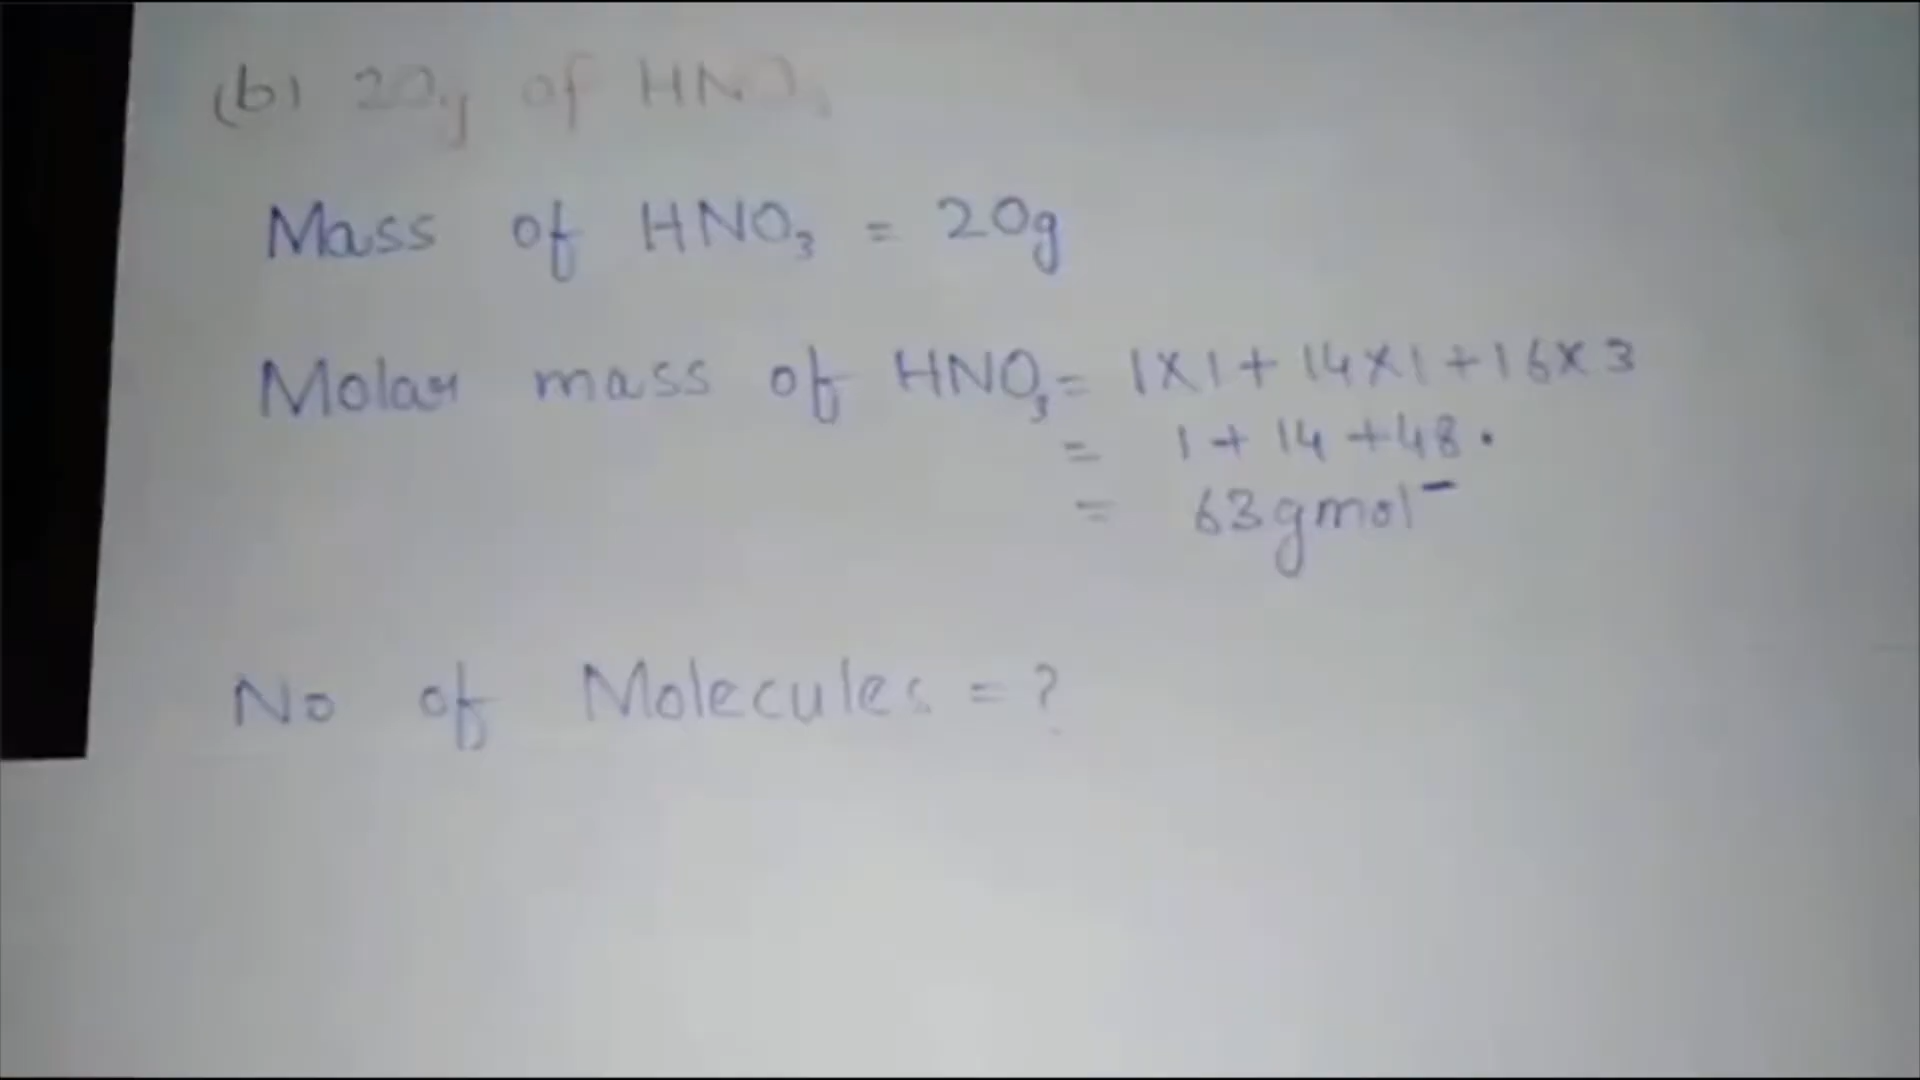 (b) 20g of HNO₃
Mass of HNO₃ = 20g
Molar mass of HNO₃ = 1×1+14×1+16×3
= 1+14+48.
= 63gmol⁻
No of Molecules = ?